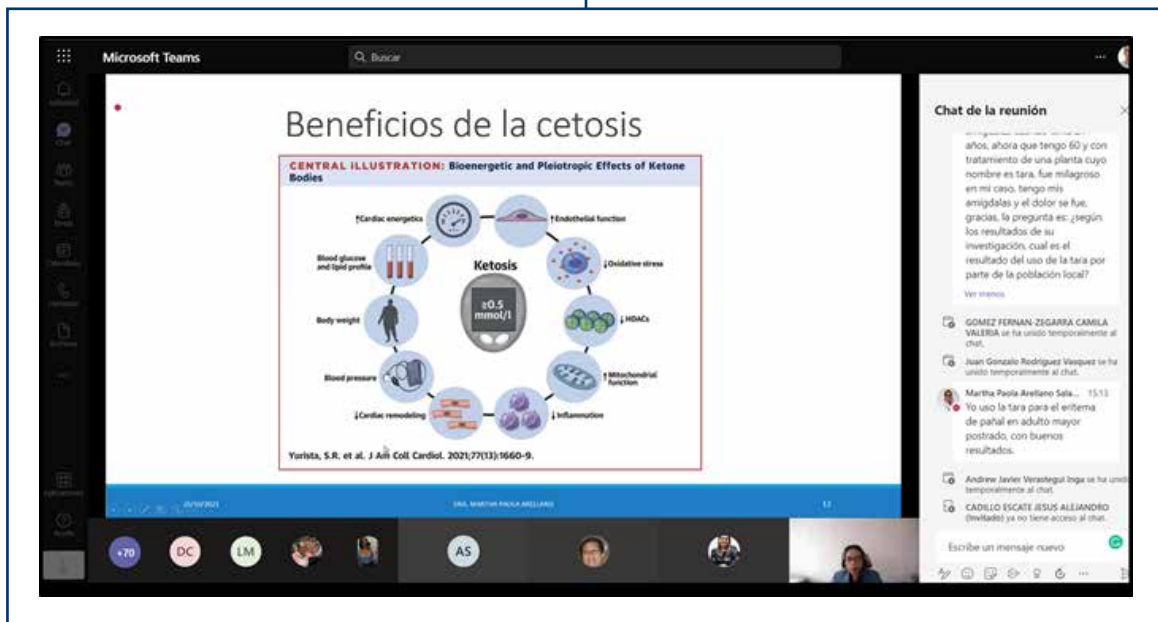 Microsoft Teams
Buscar
Chat
Beneficios de la cetosis
CENTRAL ILLUSTRATION: Bioenergetic and Pleiotropic Effects of Ketone
Bodies
↑Cardiac energetics
↑Endothelial function
Blood glucose
and lipid profile
Ketosis
↓Oxidative stress
≥0.5
mmol/l
Body weight
↓HDACs
Blood pressure
↑Mitochondrial
function
↓Cardiac remodeling
↓Inflammation
Yurista, S.R. et al. J Am Coll Cardiol. 2021;77(13):1660-9.
DRA. MARTHA PAOLA ARELLANO
+70
DC
LM
AS
Chat de la reunión
años, ahora que tengo 60 y con
tratamiento de una planta cuyo
nombre es tara, fue milagroso
en mi caso, tengo mis
amígdalas y el dolor se fue,
gracias, la pregunta es: ¿según
los resultados de su
investigación, cual es el
resultado del uso de la tara por
parte de la población local?
Ver menos
GOMEZ FERNAN-ZEGARRA CAMILA
VALERIA se ha unido temporalmente al
chat.
Juan Gonzalo Rodriguez Vasquez se ha
unido temporalmente al chat.
Martha Paola Arellano Sala... 15:13
Yo uso la tara para el eritema
de pañal en adulto mayor
postrado, con buenos
resultados.
Andrew Javier Verastegui Inga se ha unido
temporalmente al chat.
CADILLO ESCATE JESUS ALEJANDRO
(Invitado) ya no tiene acceso al chat.
Escribe un mensaje nuevo